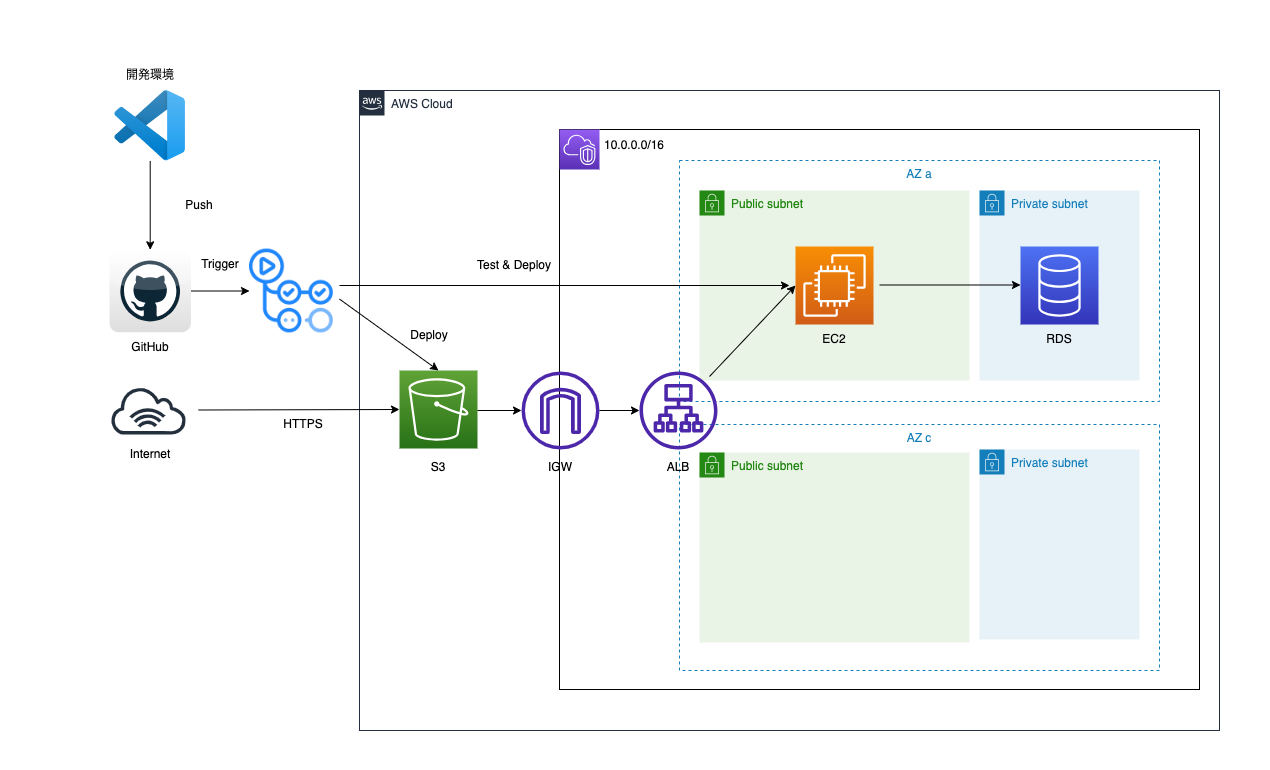 開発環境
aws
AWS Cloud
10.0.0.0/16
AZ a
Public subnet
Private subnet
Push
Trigger
Test & Deploy
EC2
RDS
GitHub
Deploy
HTTPS
Internet
S3
IGW
ALB
AZ c
Public subnet
Private subnet